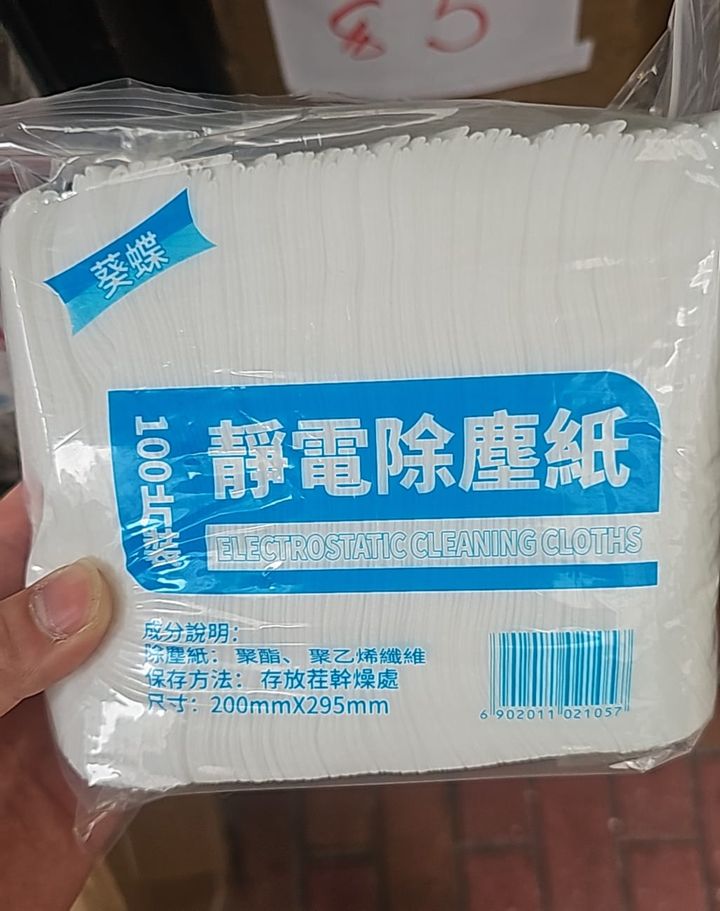 $5
葵蝶
100片裝
靜電除塵紙
ELECTROSTATIC CLEANING CLOTHS
成分說明：
除塵紙：聚酯、聚乙烯纖維
保存方法：存放茬幹燥處
尺寸：200mmX295mm
6 902011 021057